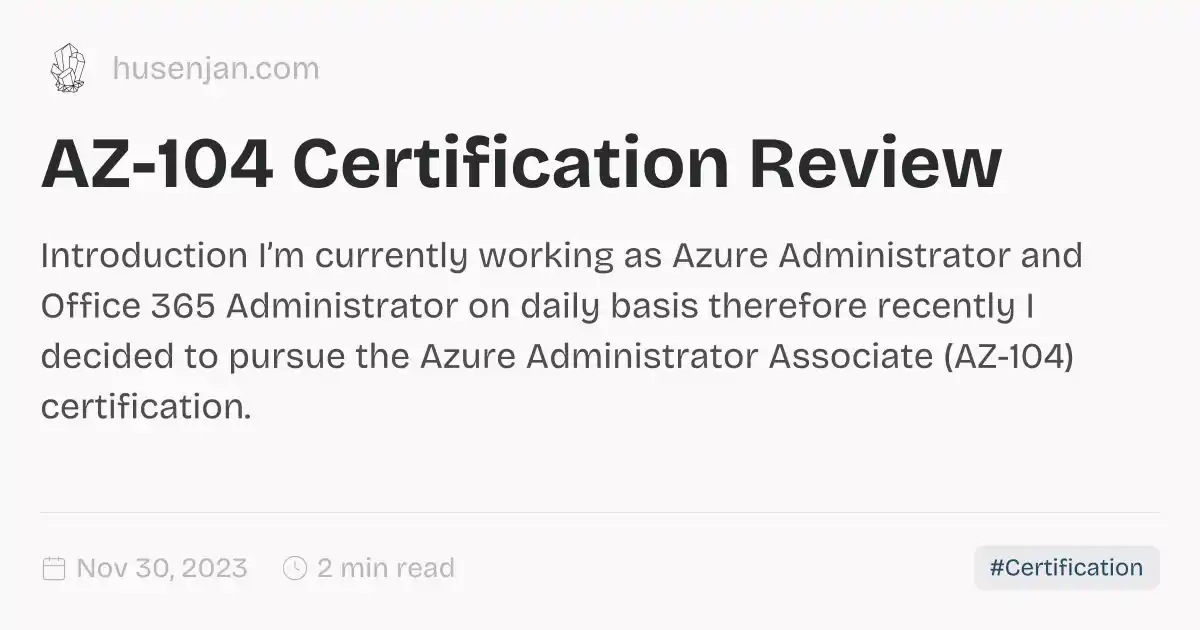 husenjan.com
AZ-104 Certification Review
Introduction I’m currently working as Azure Administrator and
Office 365 Administrator on daily basis therefore recently I
decided to pursue the Azure Administrator Associate (AZ-104)
certification.
Nov 30, 2023 2 min read #Certification